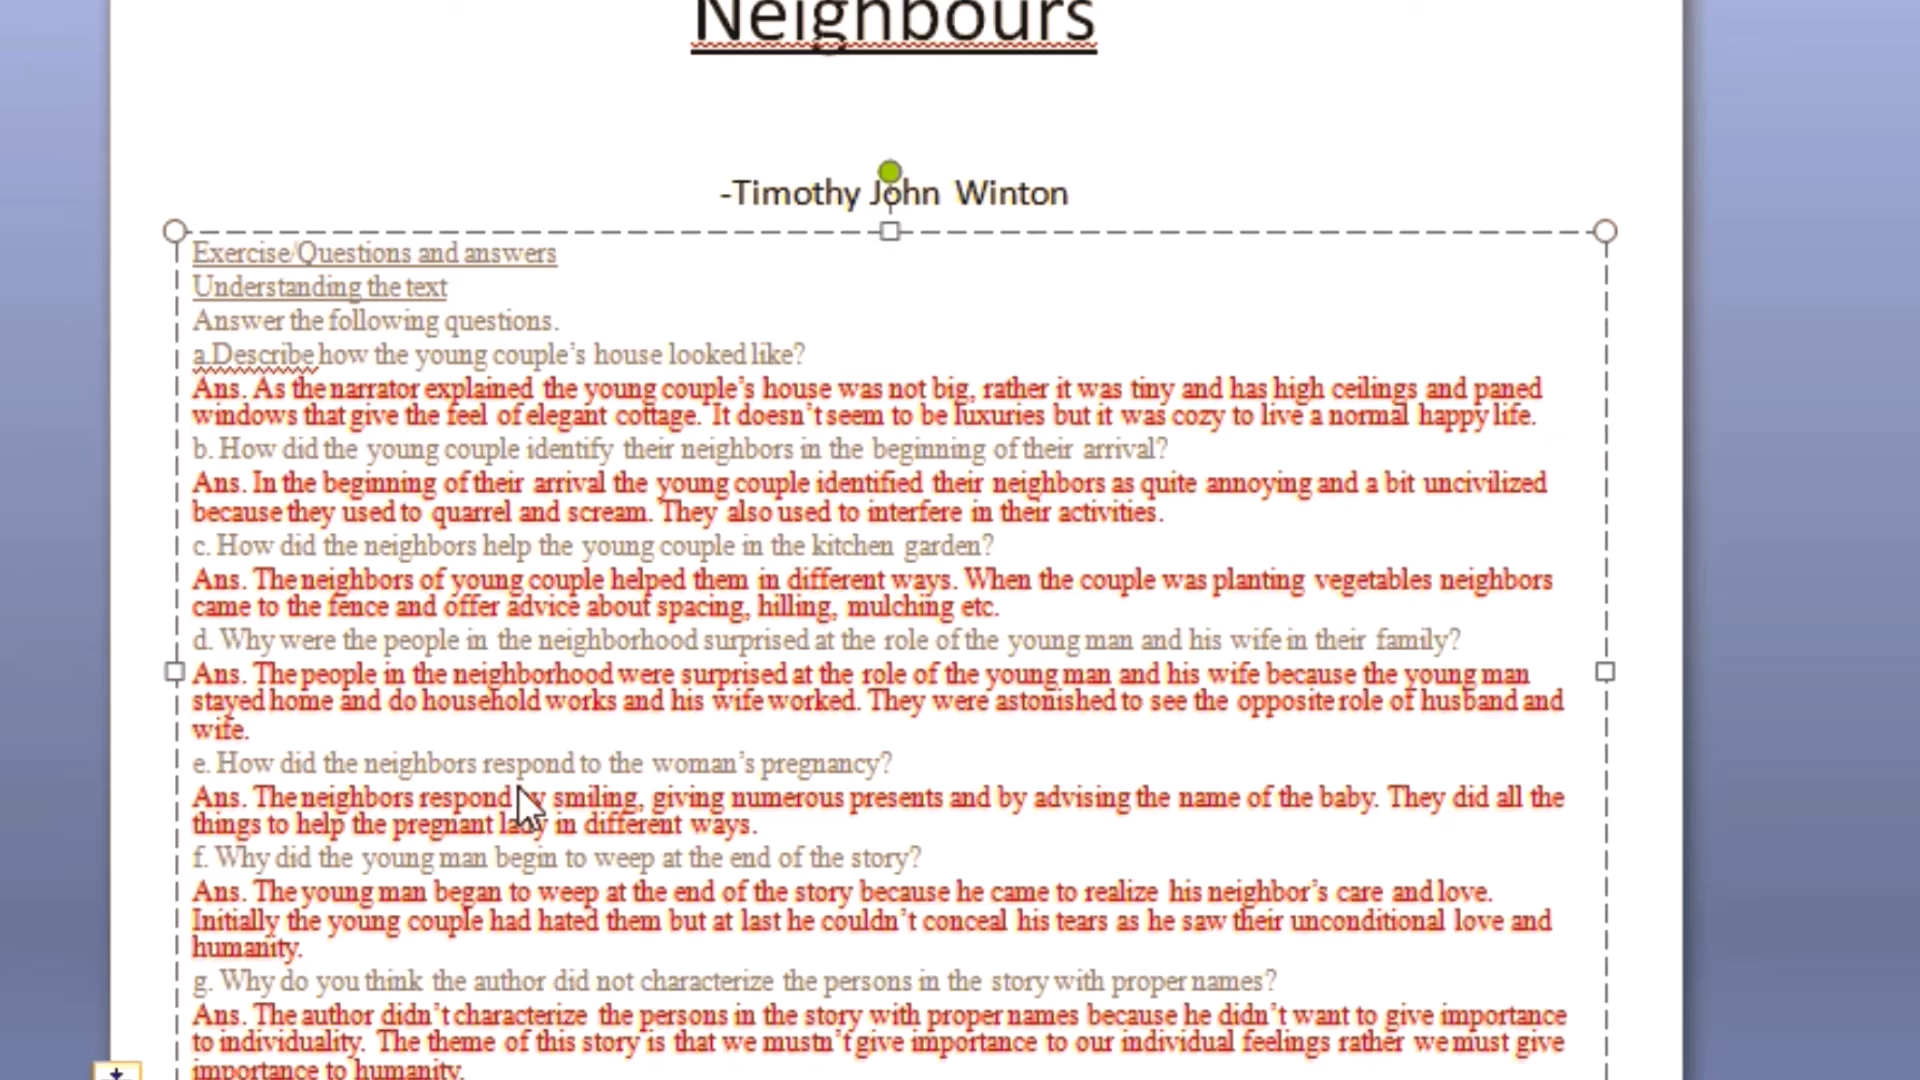 Neighbours
-Timothy John Winton
Exercise/Questions and answers
Understanding the text
Answer the following questions.
a.Describe how the young couple's house looked like?
Ans. As the narrator explained the young couple's house was not big, rather it was tiny and has high ceilings and paned
windows that give the feel of elegant cottage. It doesn't seem to be luxuries but it was cozy to live a normal happy life.
b. How did the young couple identify their neighbors in the beginning of their arrival?
Ans. In the beginning of their arrival the young couple identified their neighbors as quite annoying and a bit uncivilized
because they used to quarrel and scream. They also used to interfere in their activities.
c. How did the neighbors help the young couple in the kitchen garden?
Ans. The neighbors of young couple helped them in different ways. When the couple was planting vegetables neighbors
came to the fence and offer advice about spacing, hilling, mulching etc.
d. Why were the people in the neighborhood surprised at the role of the young man and his wife in their family?
Ans. The people in the neighborhood were surprised at the role of the young man and his wife because the young man
stayed home and do household works and his wife worked. They were astonished to see the opposite role of husband and
wife.
e. How did the neighbors respond to the woman's pregnancy?
Ans. The neighbors respond by smiling, giving numerous presents and by advising the name of the baby. They did all the
things to help the pregnant lady in different ways.
f. Why did the young man begin to weep at the end of the story?
Ans. The young man began to weep at the end of the story because he came to realize his neighbor's care and love.
Initially the young couple had hated them but at last he couldn't conceal his tears as he saw their unconditional love and
humanity.
g. Why do you think the author did not characterize the persons in the story with proper names?
Ans. The author didn't characterize the persons in the story with proper names because he didn't want to give importance
to individuality. The theme of this story is that we mustn't give importance to our individual feelings rather we must give
importance to humanity.